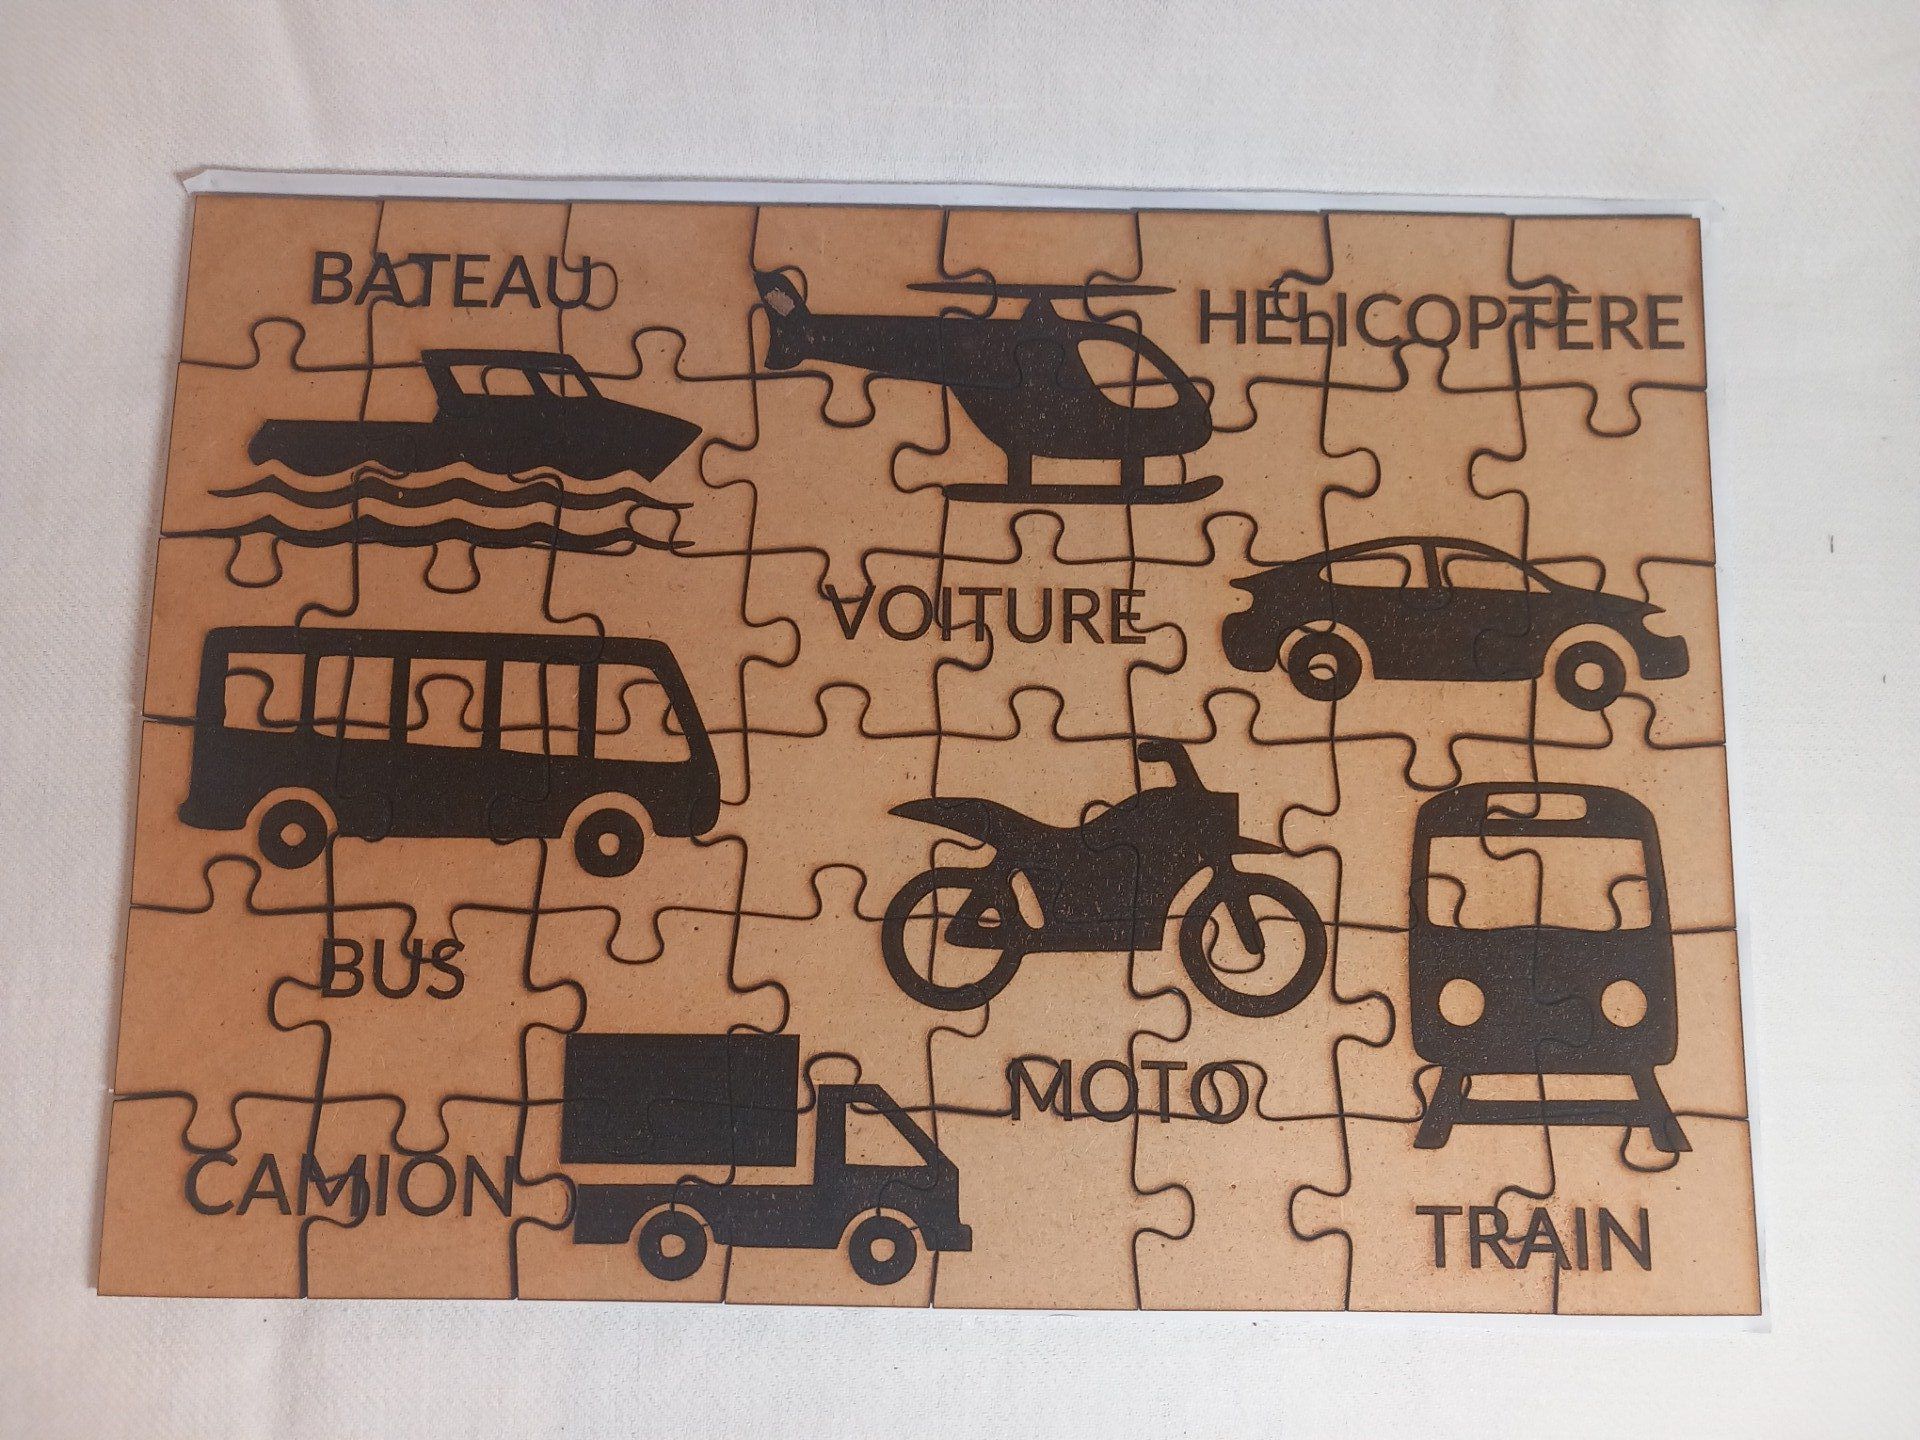 BATEAU
HÉLICOPTÈRE
VOITURE
BUS
MOTO
CAMION
TRAIN